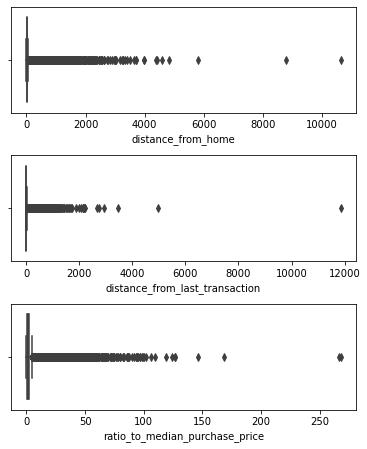 0 2000 4000 6000 8000 10000
distance_from_home
0 2000 4000 6000 8000 10000 12000
distance_from_last_transaction
0 50 100 150 200 250
ratio_to_median_purchase_price